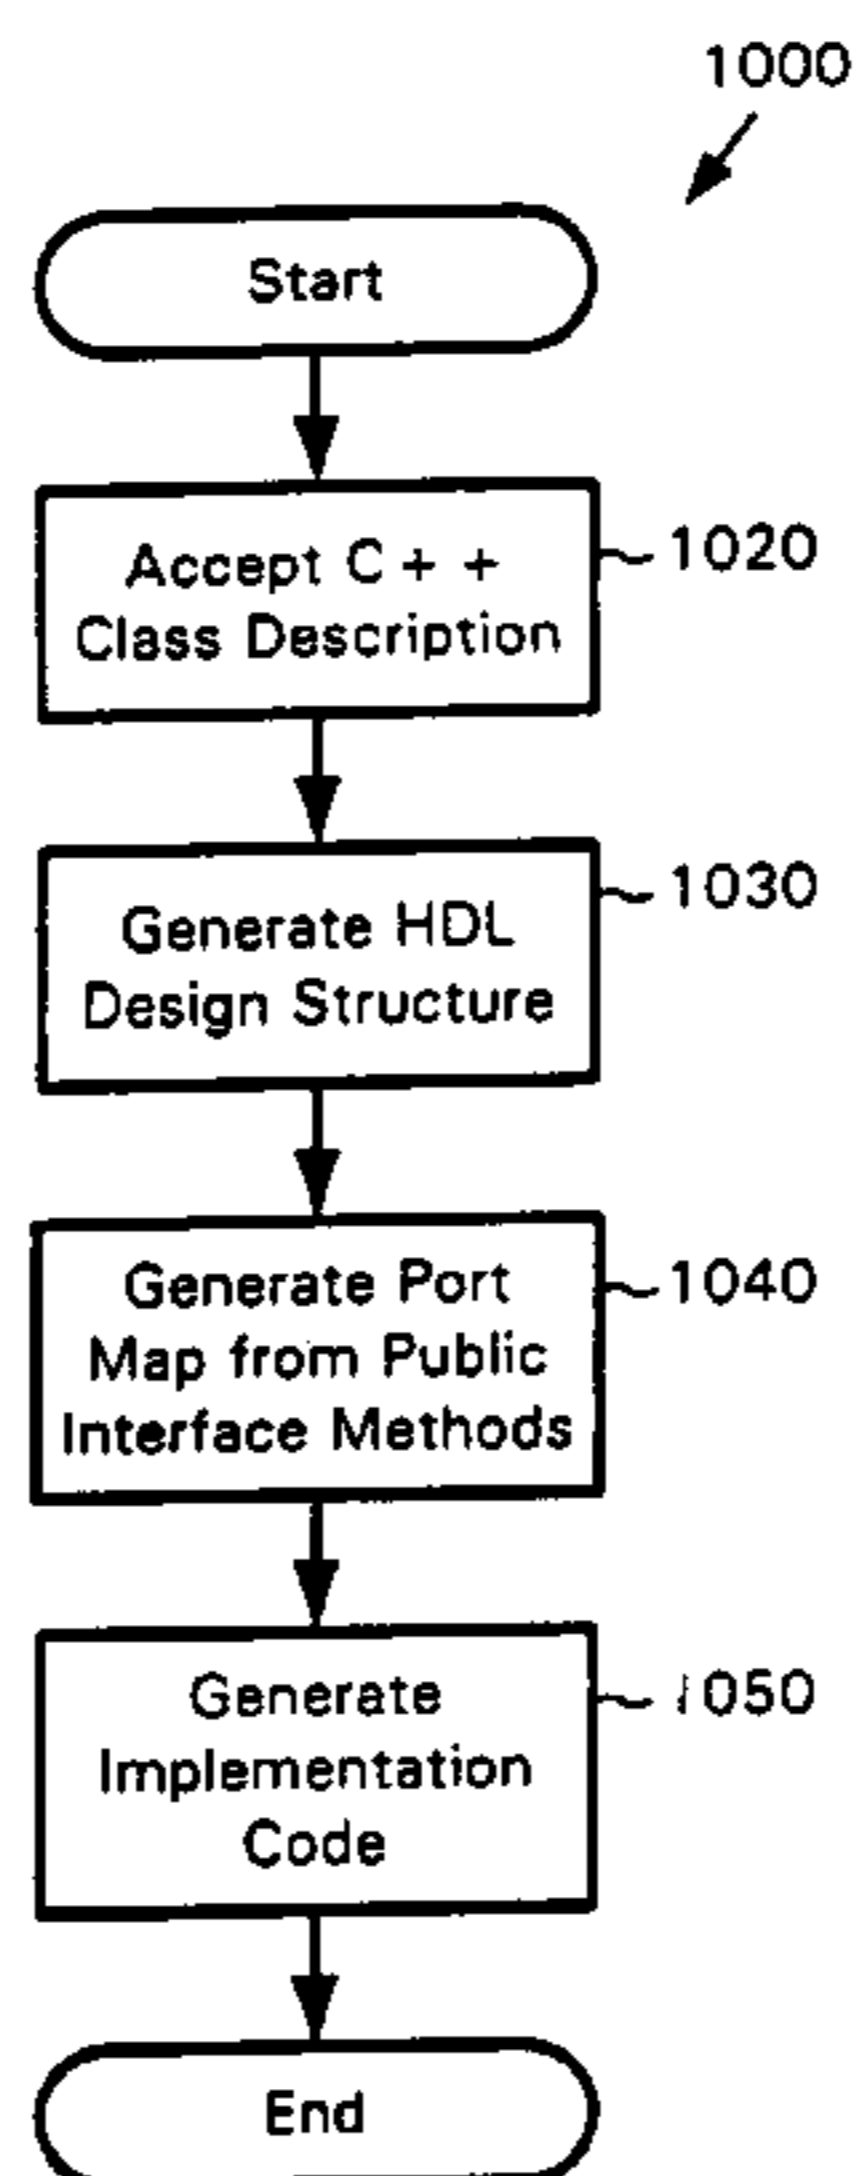 1000
Start
Accept C + +
Class Description
1020
Generate HDL
Design Structure
1030
Generate Port
Map from Public
Interface Methods
1040
Generate
Implementation
Code
1050
End